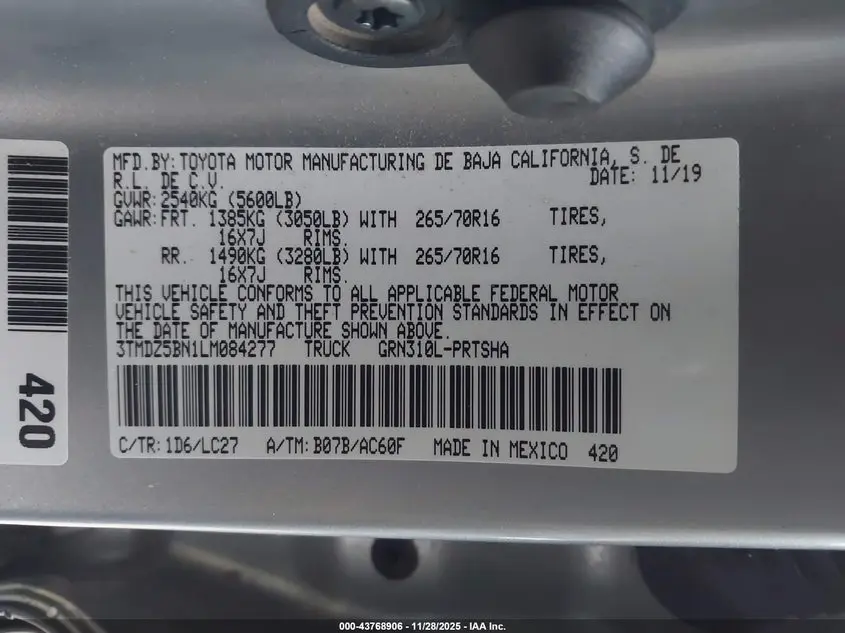 MFD.BY: TOYOTA MOTOR MANUFACTURING DE BAJA CALIFORNIA, S. DE
R.L. DE C.V. DATE: 11/19
GVWR: 2540KG (5600LB)
GAWR: FRT. 1385KG (3050LB) WITH 265/70R16 TIRES,
16X7J RIMS.
RR. 1490KG (3280LB) WITH 265/70R16 TIRES,
16X7J RIMS.
THIS VEHICLE CONFORMS TO ALL APPLICABLE FEDERAL MOTOR
VEHICLE SAFETY AND THEFT PREVENTION STANDARDS IN EFFECT ON
THE DATE OF MANUFACTURE SHOWN ABOVE.
3TMDZ5BN1LM084277 TRUCK GRN310L-PRTSHA
C/TR: 1D6/LC27 A/TM: B07B/AC60F MADE IN MEXICO 420
420
000-43768906 - 11/28/2025 - IAA Inc.